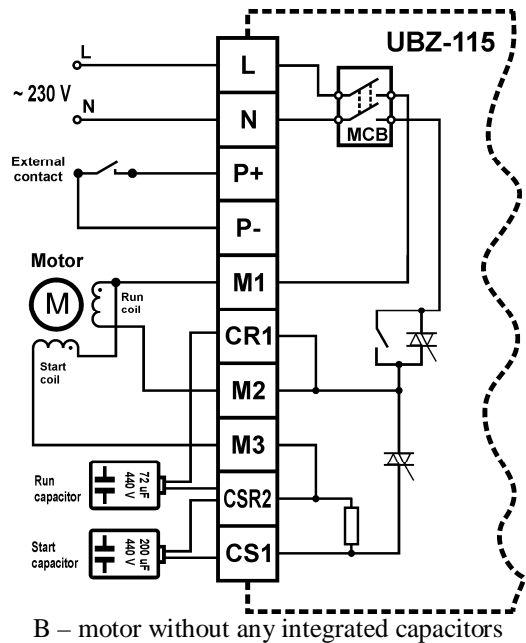 UBZ-115
L
N
~ 230 V
L
N
MCB
External
contact
P+
P-
Motor
M
Run
coil
Start
coil
M1
CR1
M2
M3
CSR2
CS1
Run
capacitor
72 uF
440 V
Start
capacitor
200 uF
440 V
B – motor without any integrated capacitors